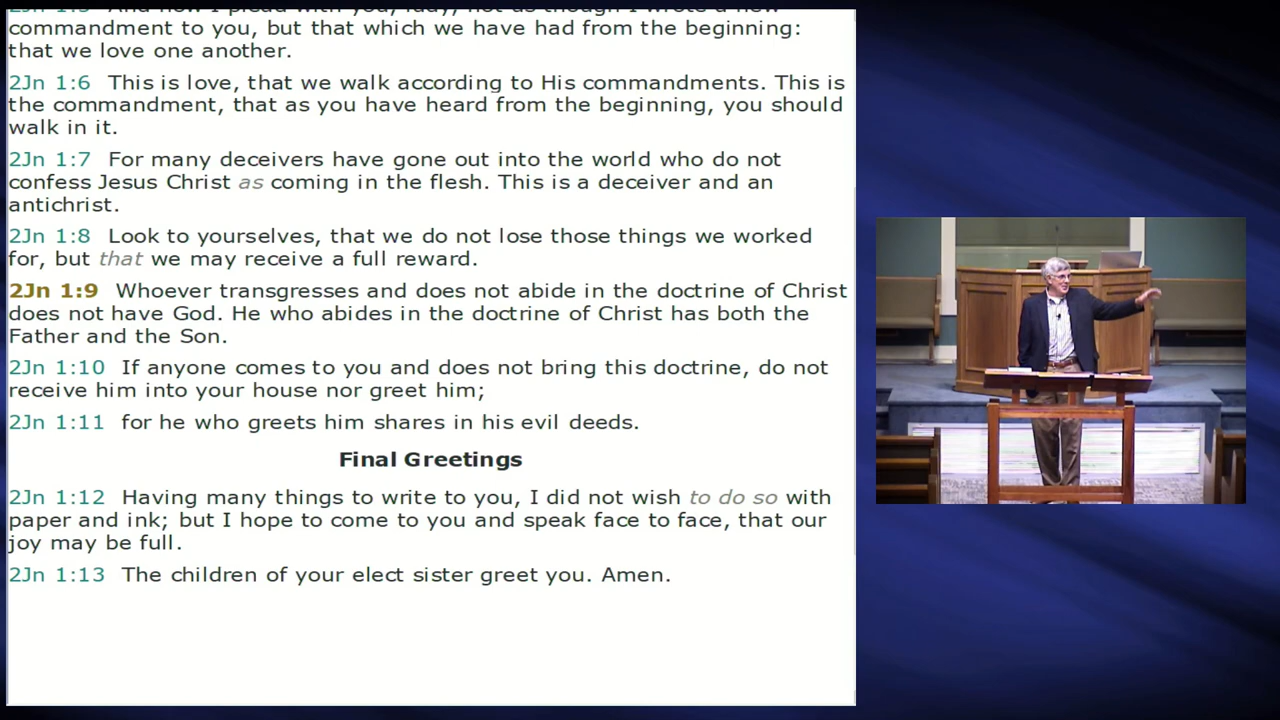 commandment to you, but that which we have had from the beginning:
that we love one another.
2Jn 1:6 This is love, that we walk according to His commandments. This is
the commandment, that as you have heard from the beginning, you should
walk in it.
2Jn 1:7 For many deceivers have gone out into the world who do not
confess Jesus Christ as coming in the flesh. This is a deceiver and an
antichrist.
2Jn 1:8 Look to yourselves, that we do not lose those things we worked
for, but that we may receive a full reward.
2Jn 1:9 Whoever transgresses and does not abide in the doctrine of Christ
does not have God. He who abides in the doctrine of Christ has both the
Father and the Son.
2Jn 1:10 If anyone comes to you and does not bring this doctrine, do not
receive him into your house nor greet him;
2Jn 1:11 for he who greets him shares in his evil deeds.
Final Greetings
2Jn 1:12 Having many things to write to you, I did not wish to do so with
paper and ink; but I hope to come to you and speak face to face, that our
joy may be full.
2Jn 1:13 The children of your elect sister greet you. Amen.